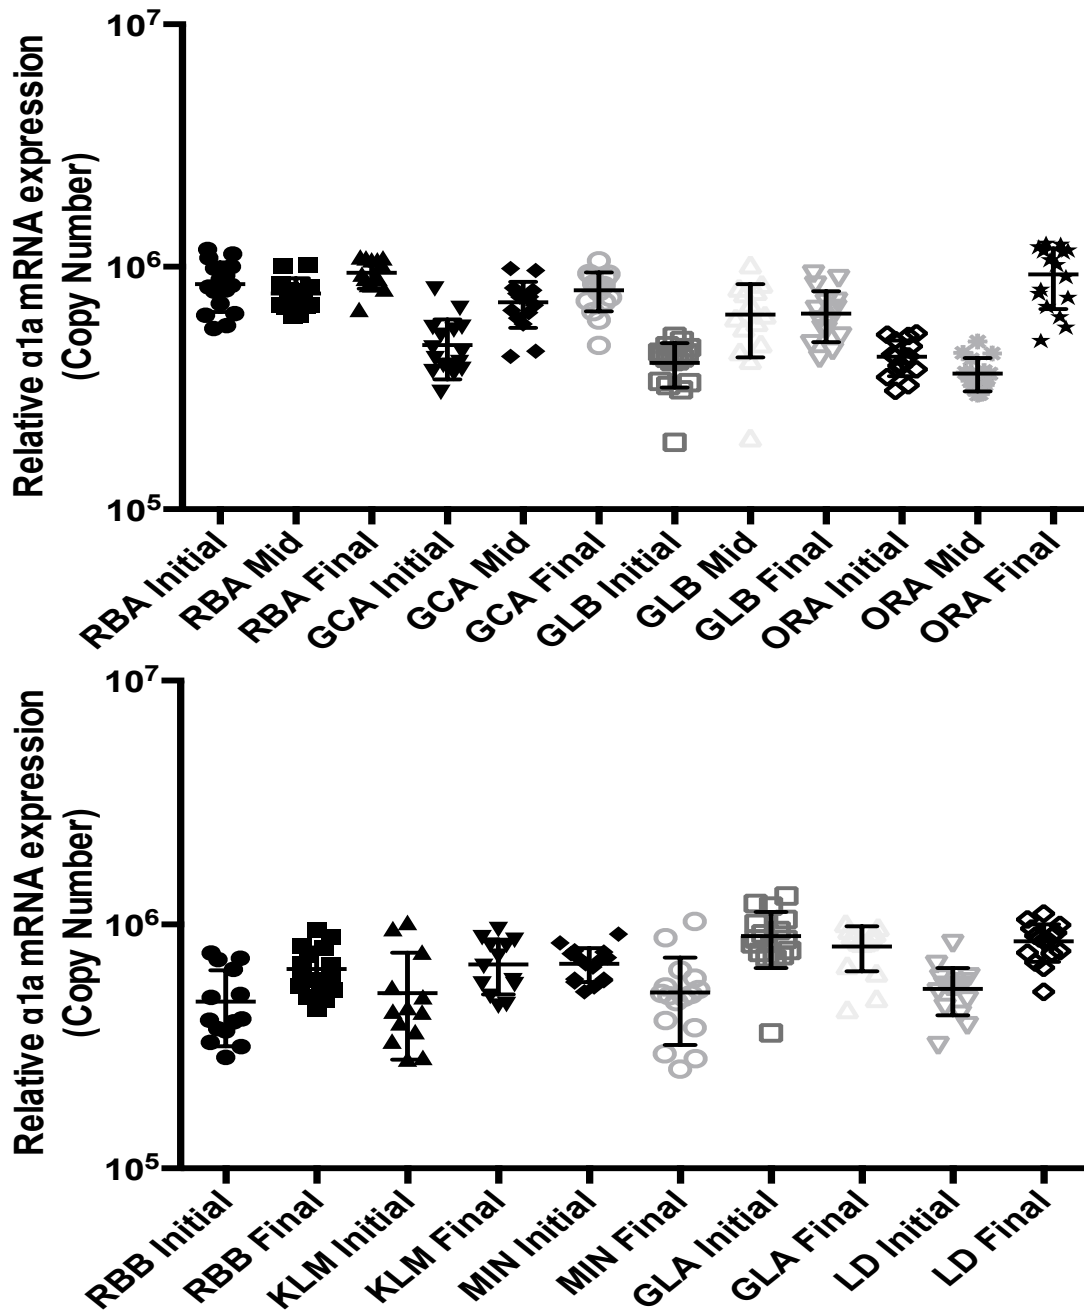 Relative α1a mRNA expression
(Copy Number)
10⁷
10⁶
10⁵
RBA Initial
RBA Mid
RBA Final
GCA Initial
GCA Mid
GCA Final
GLB Initial
GLB Mid
GLB Final
ORA Initial
ORA Mid
ORA Final
Relative α1a mRNA expression
(Copy Number)
10⁷
10⁶
10⁵
RBB Initial
RBB Final
KLM Initial
KLM Final
MIN Initial
MIN Final
GLA Initial
GLA Final
LD Initial
LD Final